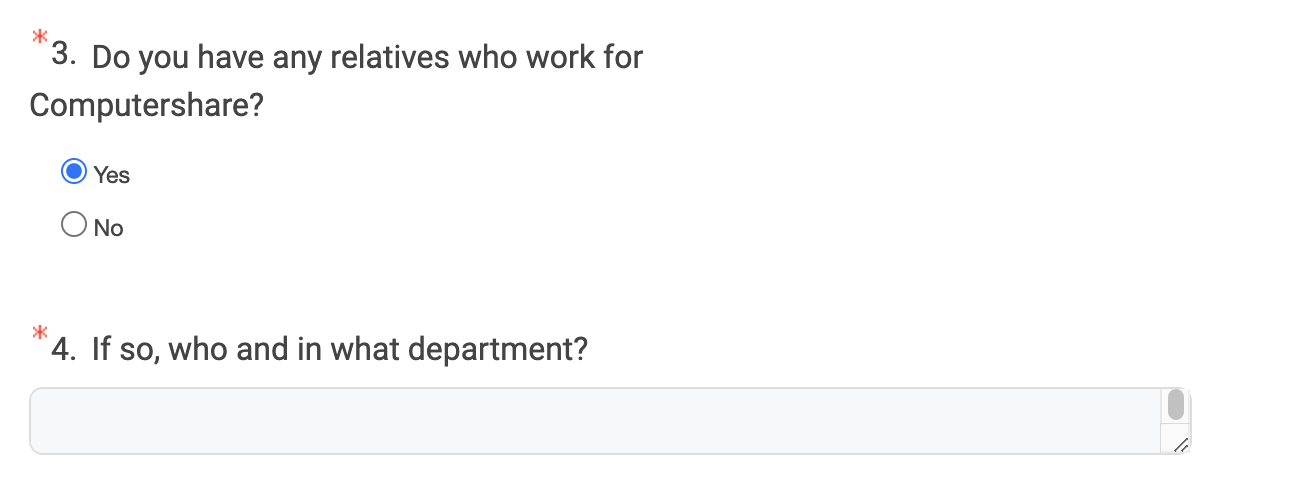 *3. Do you have any relatives who work for
Computershare?
Yes
No
*4. If so, who and in what department?